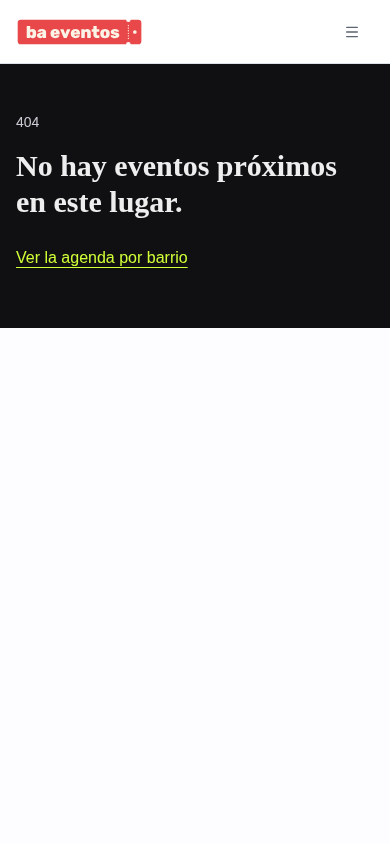 ba eventos
404
No hay eventos próximos
en este lugar.
Ver la agenda por barrio